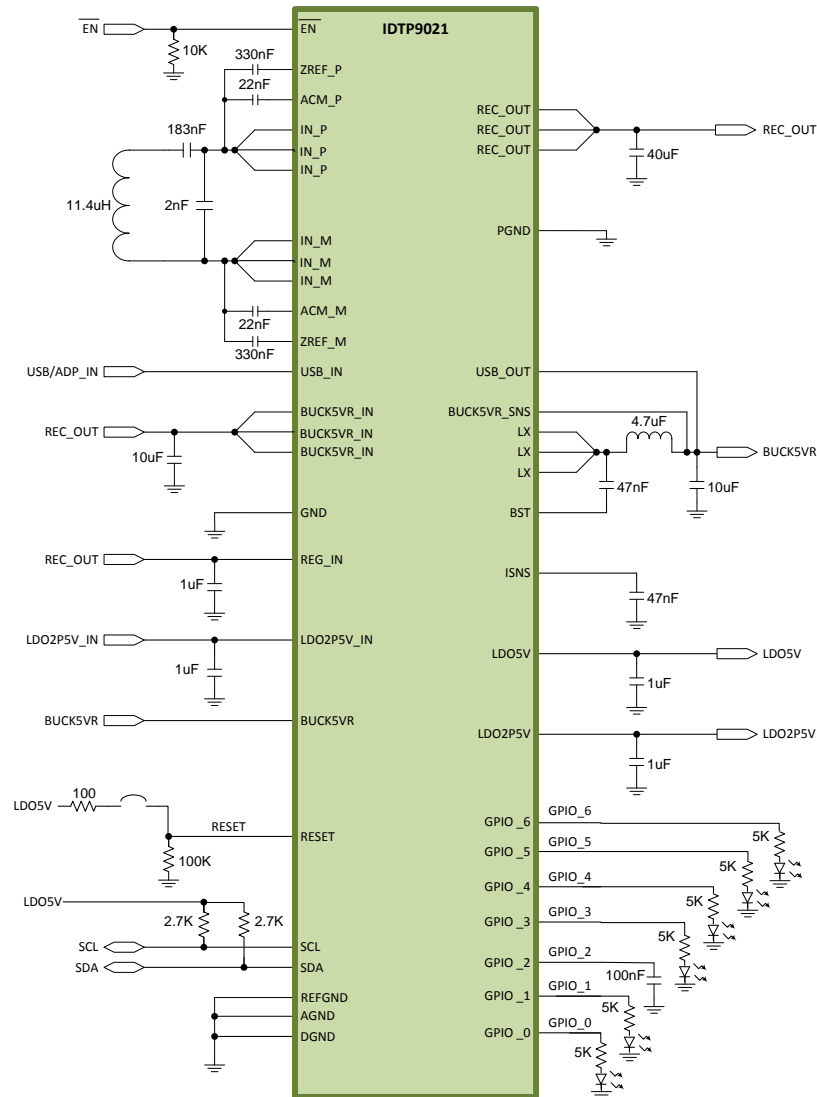 IDTP9021
EN
EN
10K
330nF
ZREF_P
22nF
ACM_P
183nF
IN_P
IN_P
IN_P
11.4uH
2nF
IN_M
IN_M
IN_M
ACM_M
22nF
ZREF_M
330nF
USB/ADP_IN
USB_IN
BUCK5VR_IN
REC_OUT
BUCK5VR_IN
BUCK5VR_IN
10uF
GND
REC_OUT
REG_IN
1uF
LDO2P5V_IN
LDO2P5V_IN
1uF
BUCK5VR
BUCK5VR
LDO5V
100
RESET
RESET
100K
LDO5V
2.7K
2.7K
SCL
SCL
SDA
SDA
REFGND
AGND
DGND
REC_OUT
REC_OUT
REC_OUT
REC_OUT
40uF
PGND
USB_OUT
BUCK5VR_SNS
4.7uF
LX
LX
BUCK5VR
LX
47nF
10uF
BST
ISNS
47nF
LDO5V
LDO5V
1uF
LDO2P5V
LDO2P5V
1uF
GPIO _6
GPIO_6
5K
GPIO _5
GPIO_5
5K
GPIO _4
GPIO_4
5K
GPIO _3
GPIO_3
5K
GPIO _2
GPIO_2
100nF
GPIO _1
GPIO_1
5K
GPIO _0
GPIO_0
5K